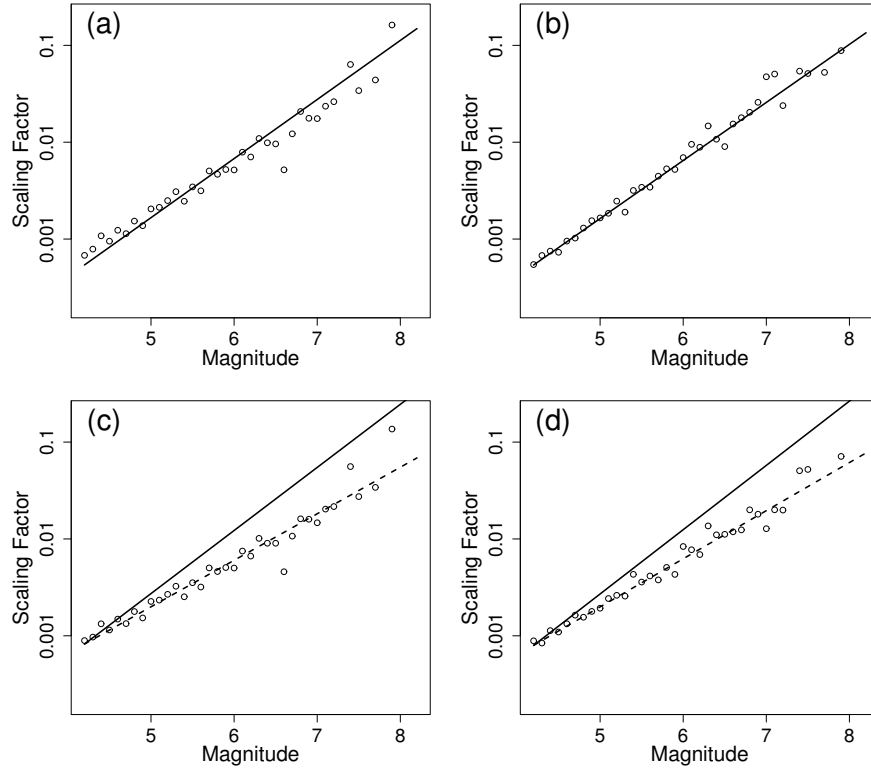 (a)
Scaling Factor
0.1
0.01
0.001
5 6 7 8
Magnitude
(b)
Scaling Factor
0.1
0.01
0.001
5 6 7 8
Magnitude
(c)
Scaling Factor
0.1
0.01
0.001
5 6 7 8
Magnitude
(d)
Scaling Factor
0.1
0.01
0.001
5 6 7 8
Magnitude